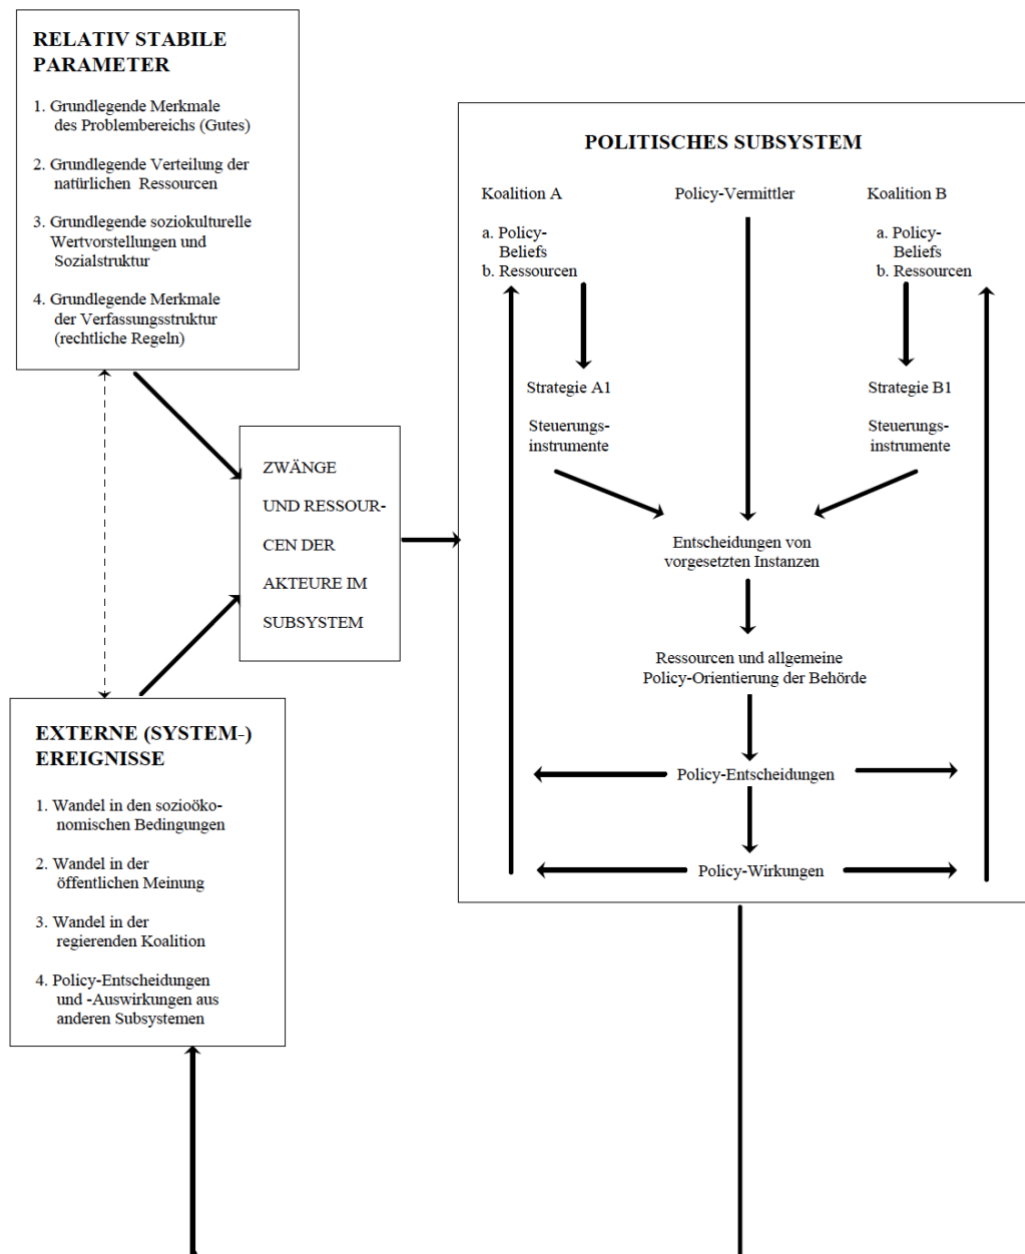 RELATIV STABILE
PARAMETER
1. Grundlegende Merkmale
des Problembereichs (Gutes)
2. Grundlegende Verteilung der
natürlichen Ressourcen
3. Grundlegende soziokulturelle
Wertvorstellungen und
Sozialstruktur
4. Grundlegende Merkmale
der Verfassungsstruktur
(rechtliche Regeln)
ZWÄNGE
UND RESSOUR-
CEN DER
AKTEURE IM
SUBSYSTEM
EXTERNE (SYSTEM-)
EREIGNISSE
1. Wandel in den sozioöko-
nomischen Bedingungen
2. Wandel in der
öffentlichen Meinung
3. Wandel in der
regierenden Koalition
4. Policy-Entscheidungen
und -Auswirkungen aus
anderen Subsystemen
POLITISCHES SUBSYSTEM
Koalition A
a. Policy-
Beliefs
b. Ressourcen
Policy-Vermittler
Koalition B
a. Policy-
Beliefs
b. Ressourcen
Strategie A1
Steuerungs-
instrumente
Strategie B1
Steuerungs-
instrumente
Entscheidungen von
vorgesetzten Instanzen
Ressourcen und allgemeine
Policy-Orientierung der Behörde
Policy-Entscheidungen
Policy-Wirkungen